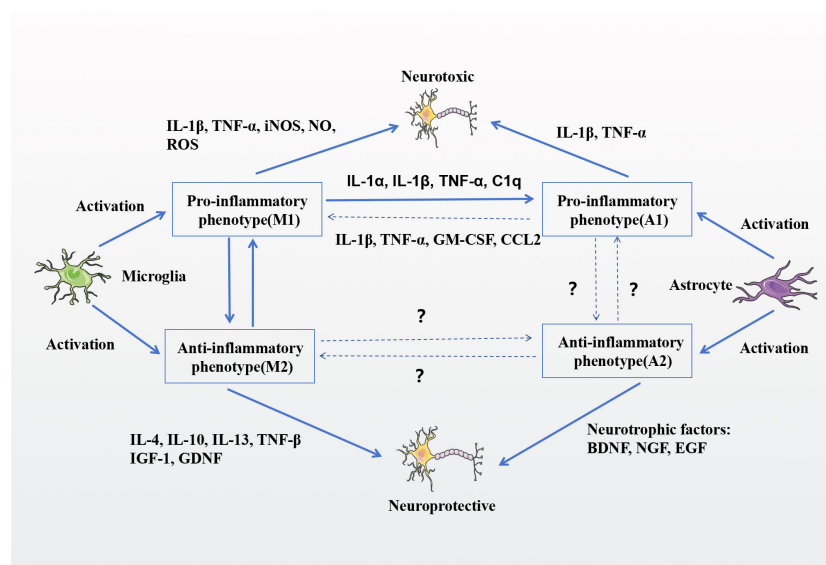 Neurotoxic
IL-1β, TNF-α, iNOS, NO,
ROS
IL-1β, TNF-α
IL-1α, IL-1β, TNF-α, C1q
Pro-inflammatory
phenotype(M1)
Pro-inflammatory
phenotype(A1)
Activation
Activation
IL-1β, TNF-α, GM-CSF, CCL2
Microglia
?
?
Astrocyte
?
Activation
Anti-inflammatory
phenotype(M2)
Anti-inflammatory
phenotype(A2)
Activation
?
IL-4, IL-10, IL-13, TNF-β
IGF-1, GDNF
Neurotrophic factors:
BDNF, NGF, EGF
Neuroprotective